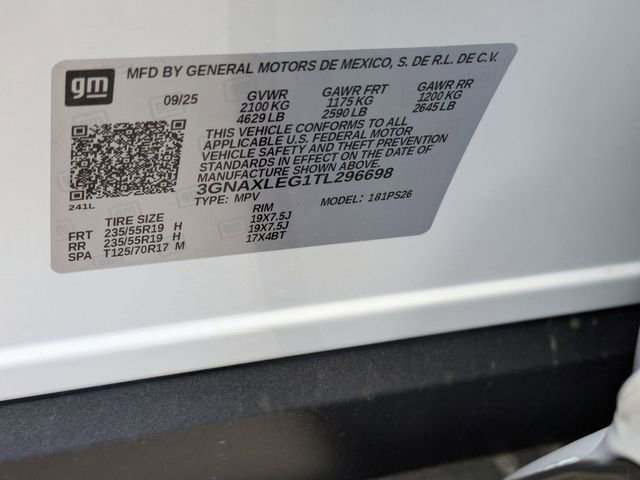 gm
MFD BY GENERAL MOTORS DE MEXICO, S. DE R.L. DE C.V.
09/25 GVWR GAWR FRT GAWR RR
2100 KG 1175 KG 1200 KG
4629 LB 2590 LB 2645 LB
THIS VEHICLE CONFORMS TO ALL
APPLICABLE U.S. FEDERAL MOTOR
VEHICLE SAFETY AND THEFT PREVENTION
STANDARDS IN EFFECT ON THE DATE OF
MANUFACTURE SHOWN ABOVE.
3GNAXLEG1TL296698
TYPE: MPV MODEL: 181PS26
241L
TIRE SIZE RIM
FRT 235/55R19 H 19X7.5J
RR 235/55R19 H 19X7.5J
SPA T125/70R17 M 17X4BT